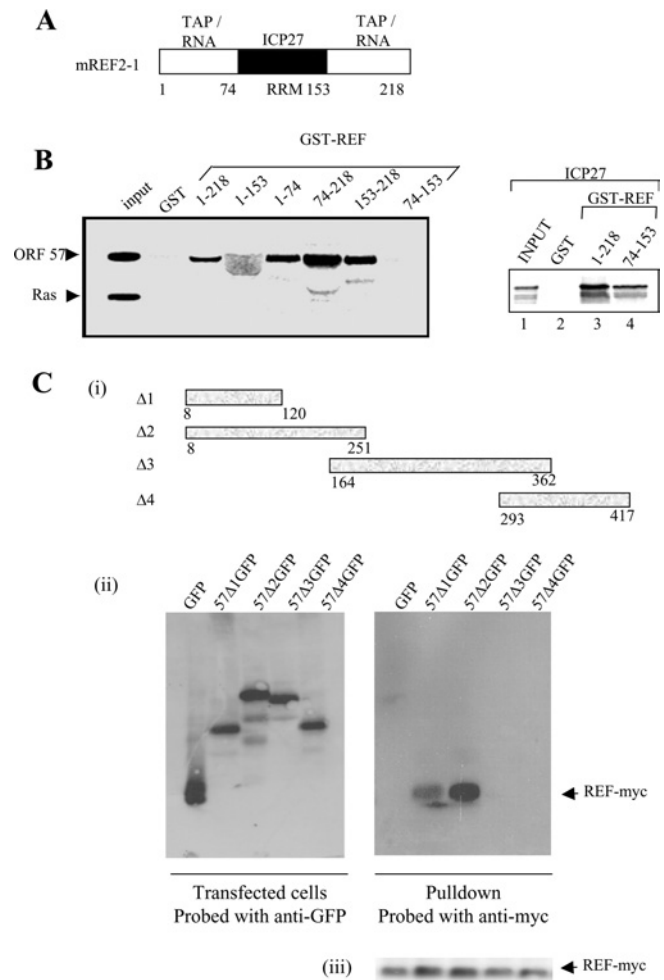 A
TAP / TAP /
RNA ICP27 RNA
mREF2-1
1 74 RRM 153 218
B
GST-REF
input GST 1-218 1-153 1-74 74-218 153-218 74-153
ORF 57
Ras
ICP27
GST-REF
INPUT GST 1-218 74-153
1 2 3 4
C (i)
Δ1
8 120
Δ2
8 251
Δ3
164 362
Δ4
293 417
(ii)
GFP 57Δ1GFP 57Δ2GFP 57Δ3GFP 57Δ4GFP
GFP 57Δ1GFP 57Δ2GFP 57Δ3GFP 57Δ4GFP
REF-myc
Transfected cells
Probed with anti-GFP
Pulldown
Probed with anti-myc
(iii) REF-myc